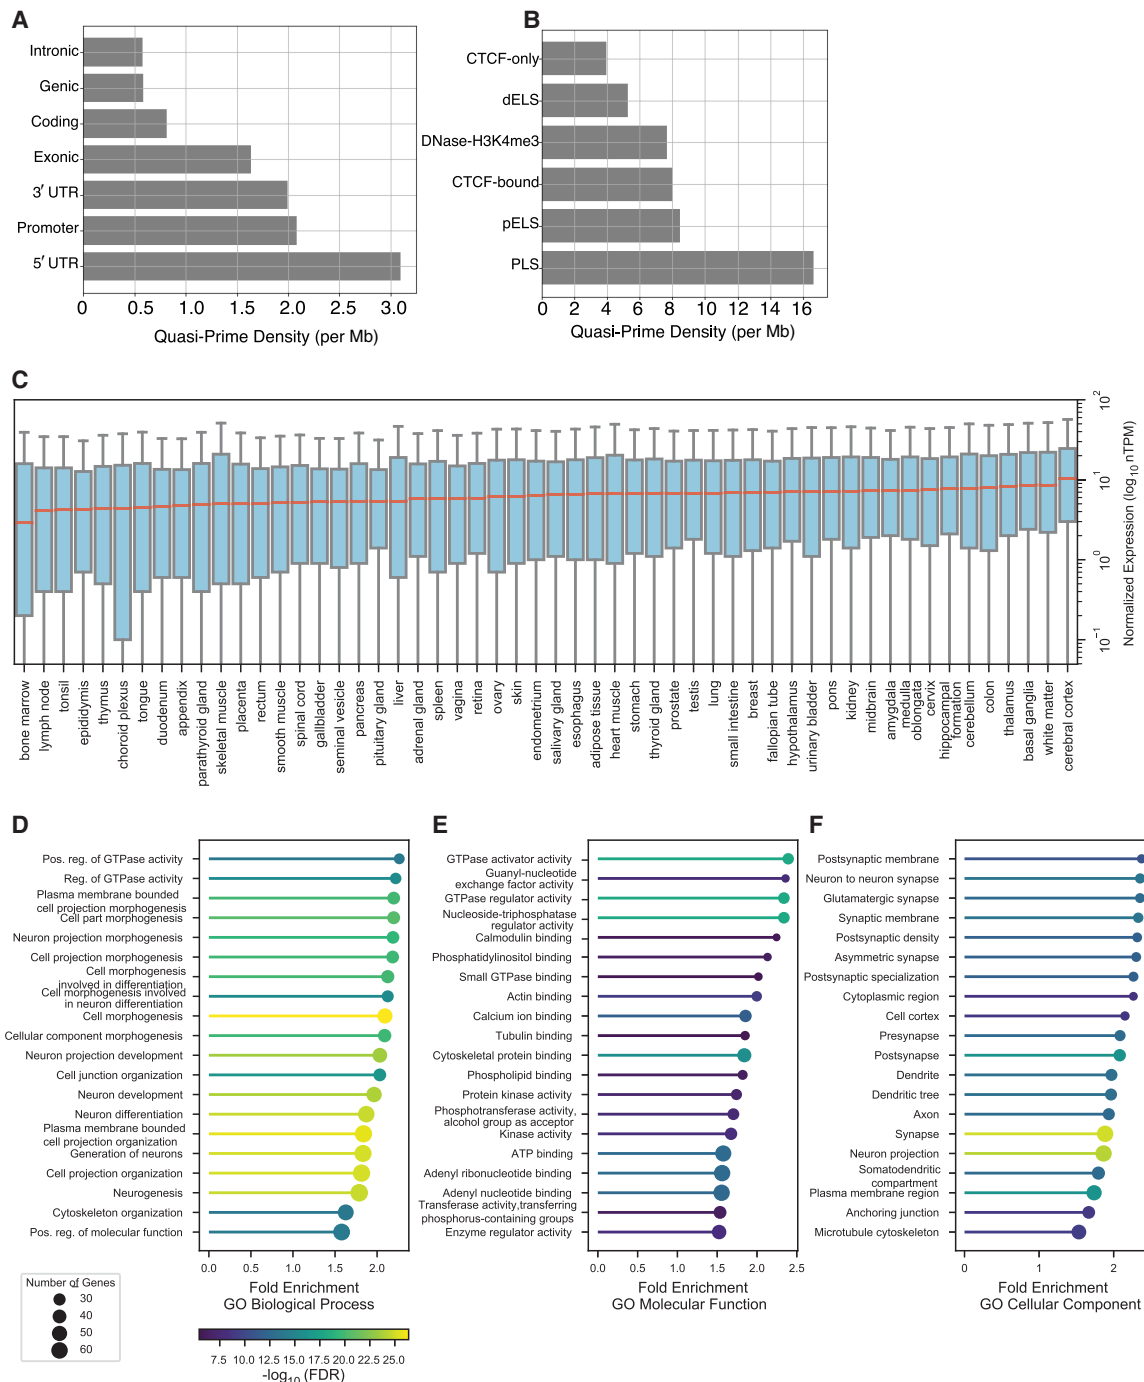 A
Intronic
Genic
Coding
Exonic
3′ UTR
Promoter
5′ UTR
0 0.5 1.0 1.5 2.0 2.5 3.0
Quasi-Prime Density (per Mb)
B
CTCF-only
dELS
DNase-H3K4me3
CTCF-bound
pELS
PLS
0 2 4 6 8 10 12 14 16
Quasi-Prime Density (per Mb)
C
10²
10¹
10⁰
10⁻¹
Normalized Expression (log₁₀ nTPM)
bone marrow
lymph node
tonsil
epididymis
thymus
choroid plexus
tongue
duodenum
appendix
parathyroid gland
skeletal muscle
placenta
rectum
smooth muscle
spinal cord
gallbladder
seminal vesicle
pancreas
pituitary gland
liver
adrenal gland
spleen
vagina
retina
ovary
skin
endometrium
salivary gland
esophagus
adipose tissue
heart muscle
stomach
thyroid gland
prostate
testis
lung
small intestine
breast
fallopian tube
hypothalamus
urinary bladder
pons
kidney
midbrain
amygdala
medulla
oblongata
cervix
hippocampal
formation
cerebellum
colon
thalamus
basal ganglia
white matter
cerebral cortex
D
Pos. reg. of GTPase activity
Reg. of GTPase activity
Plasma membrane bounded
cell projection morphogenesis
Cell part morphogenesis
Neuron projection morphogenesis
Cell projection morphogenesis
Cell morphogenesis
involved in differentiation
Cell morphogenesis involved
in neuron differentiation
Cell morphogenesis
Cellular component morphogenesis
Neuron projection development
Cell junction organization
Neuron development
Neuron differentiation
Plasma membrane bounded
cell projection organization
Generation of neurons
Cell projection organization
Neurogenesis
Cytoskeleton organization
Pos. reg. of molecular function
0.0 0.5 1.0 1.5 2.0
Fold Enrichment
GO Biological Process
E
GTPase activator activity
Guanyl-nucleotide
exchange factor activity
GTPase regulator activity
Nucleoside-triphosphatase
regulator activity
Calmodulin binding
Phosphatidylinositol binding
Small GTPase binding
Actin binding
Calcium ion binding
Tubulin binding
Cytoskeletal protein binding
Phospholipid binding
Protein kinase activity
Phosphotransferase activity,
alcohol group as acceptor
Kinase activity
ATP binding
Adenyl ribonucleotide binding
Adenyl nucleotide binding
Transferase activity,transferring
phosphorus-containing groups
Enzyme regulator activity
0.0 0.5 1.0 1.5 2.0 2.5
Fold Enrichment
GO Molecular Function
F
Postsynaptic membrane
Neuron to neuron synapse
Glutamatergic synapse
Synaptic membrane
Postsynaptic density
Asymmetric synapse
Postsynaptic specialization
Cytoplasmic region
Cell cortex
Presynapse
Postsynapse
Dendrite
Dendritic tree
Axon
Synapse
Neuron projection
Somatodendritic
compartment
Plasma membrane region
Anchoring junction
Microtubule cytoskeleton
0 1 2
Fold Enrichment
GO Cellular Component
Number of Genes
30
40
50
60
7.5 10.0 12.5 15.0 17.5 20.0 22.5 25.0
-log₁₀ (FDR)